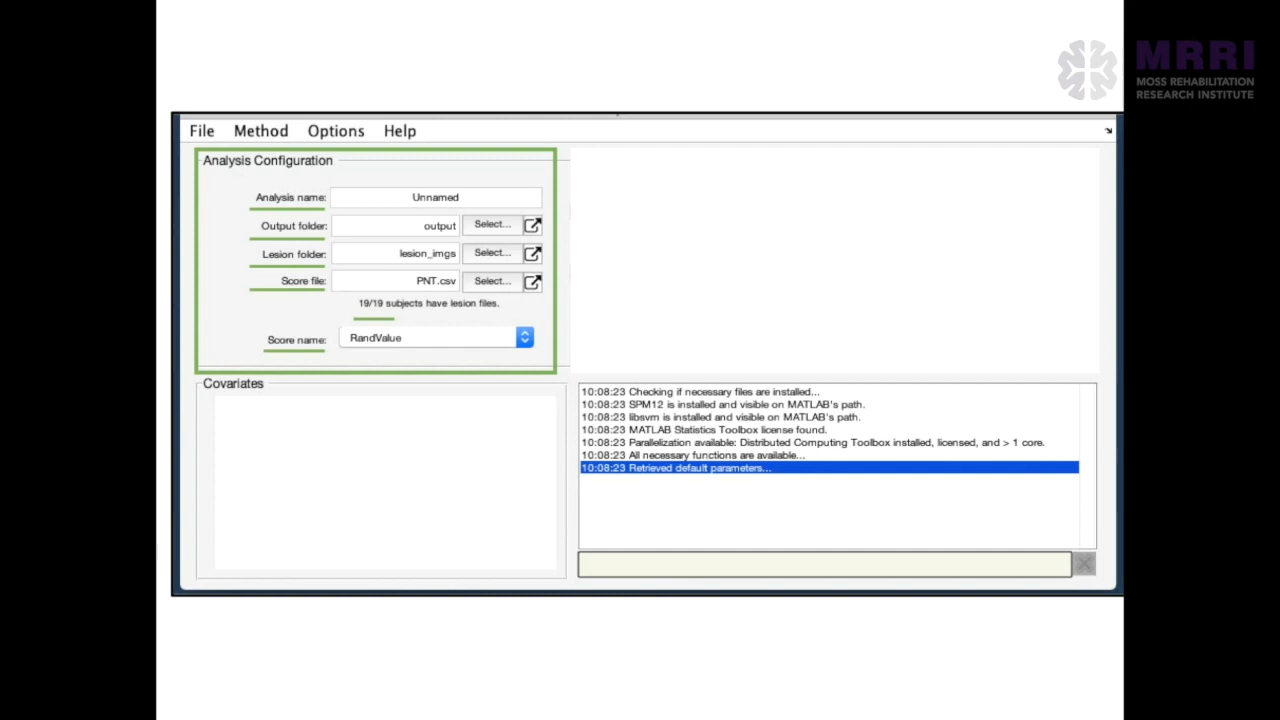 MRRI
MOSS REHABILITATION
RESEARCH INSTITUTE
File Method Options Help
Analysis Configuration
Analysis name: Unnamed
Output folder: output Select...
Lesion folder: lesion_imgs Select...
Score file: PNT.csv Select...
19/19 subjects have lesion files.
Score name: RandValue
Covariates
10:08:23 Checking if necessary files are installed...
10:08:23 SPM12 is installed and visible on MATLAB's path.
10:08:23 libsvm is installed and visible on MATLAB's path.
10:08:23 MATLAB Statistics Toolbox license found.
10:08:23 Parallelization available: Distributed Computing Toolbox installed, licensed, and > 1 core.
10:08:23 All necessary functions are available...
10:08:23 Retrieved default parameters...